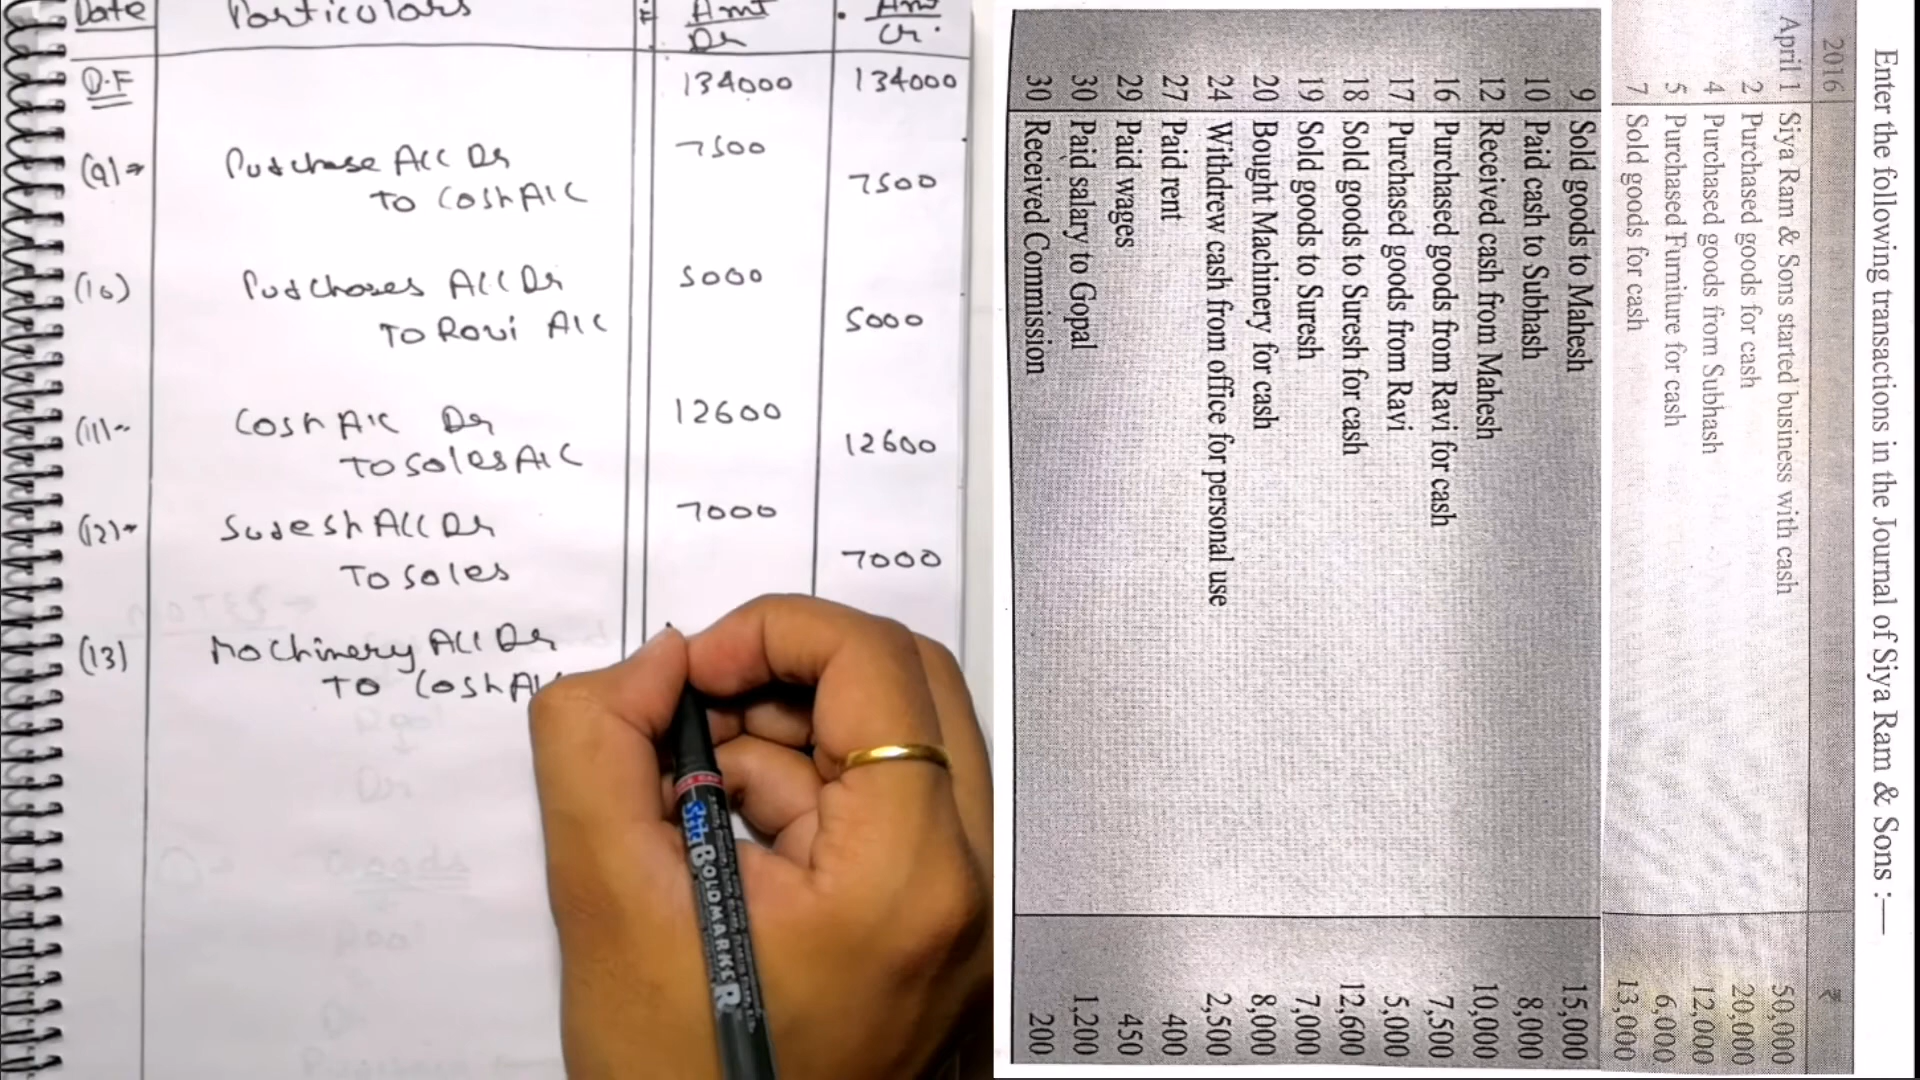 Date Particulars Amt Dr Amt Cr.
O.F 134000 134000
(9) Purchase A/c Dr 7500
To Cash A/c 7500
(10) Purchases A/c Dr 5000
To Ravi A/c 5000
(11) Cash A/c Dr 12600
To Sales A/c 12600
(12) Suresh A/c Dr 7000
To Sales 7000
(13) Machinery A/c Dr
To Cash A/c
BOLDMARKER
Enter the following transactions in the Journal of Siya Ram & Sons :—
2016 ₹
April 1 Siya Ram & Sons started business with cash 50,000
2 Purchased goods for cash 20,000
4 Purchased goods from Subhash 12,000
5 Purchased Furniture for cash 6,000
7 Sold goods for cash 13,000
9 Sold goods to Mahesh 15,000
10 Paid cash to Subhash 8,000
12 Received cash from Mahesh 10,000
16 Purchased goods from Ravi for cash 7,500
17 Purchased goods from Ravi 5,000
18 Sold goods to Suresh for cash 12,600
19 Sold goods to Suresh 7,000
20 Bought Machinery for cash 8,000
24 Withdrew cash from office for personal use 2,500
27 Paid rent 400
29 Paid wages 450
30 Paid salary to Gopal 1,200
30 Received Commission 200